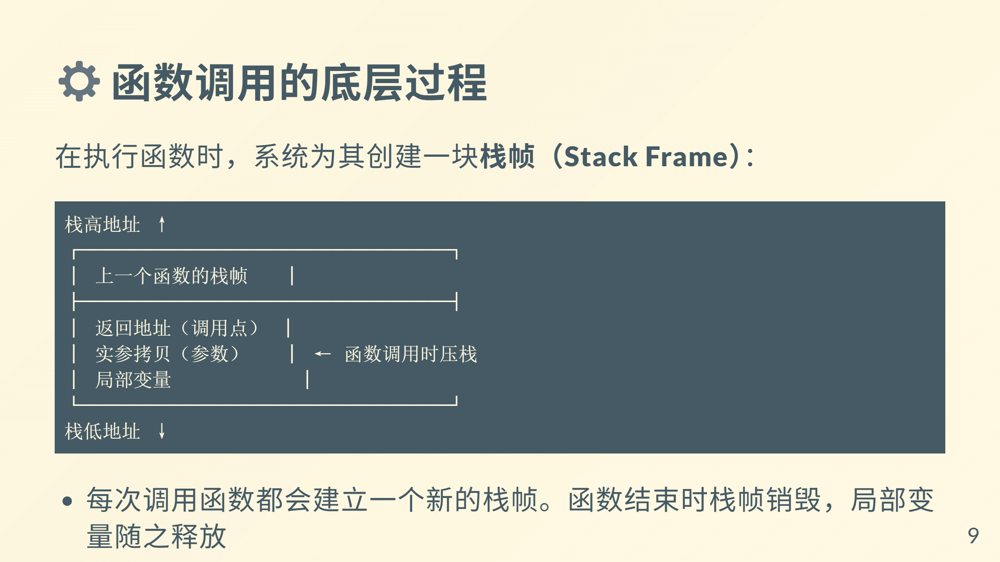 函数调用的底层过程
在执行函数时，系统为其创建一块栈帧（Stack Frame）：
栈高地址 ↑
┌───────────────────┐
│ 上一个函数的栈帧 │
├───────────────────┤
│ 返回地址（调用点） │
│ 实参拷贝（参数） │ ← 函数调用时压栈
│ 局部变量 │
└───────────────────┘
栈低地址 ↓
• 每次调用函数都会建立一个新的栈帧。函数结束时栈帧销毁，局部变
量随之释放
9